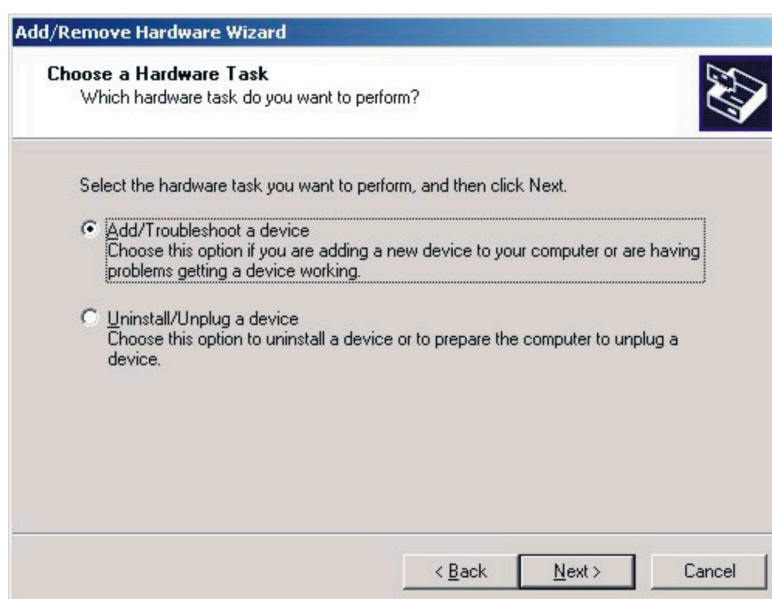 Add/Remove Hardware Wizard
Choose a Hardware Task
Which hardware task do you want to perform?
Select the hardware task you want to perform, and then click Next.
Add/Troubleshoot a device
Choose this option if you are adding a new device to your computer or are having
problems getting a device working.
Uninstall/Unplug a device
Choose this option to uninstall a device or to prepare the computer to unplug a
device.
< Back Next > Cancel